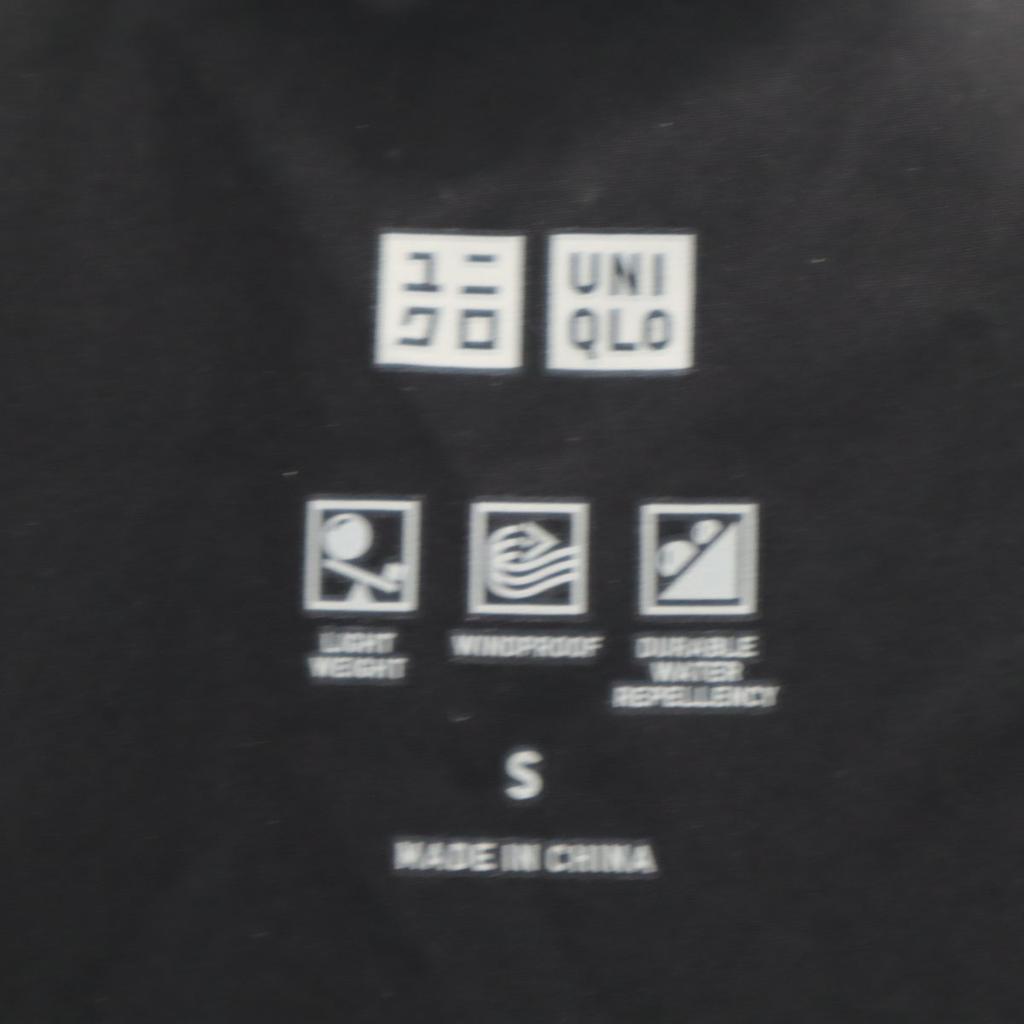 ユニ
クロ
UNI
QLO
LIGHT
WEIGHT
WINDPROOF
DURABLE
WATER
REPELLENCY
S
MADE IN CHINA